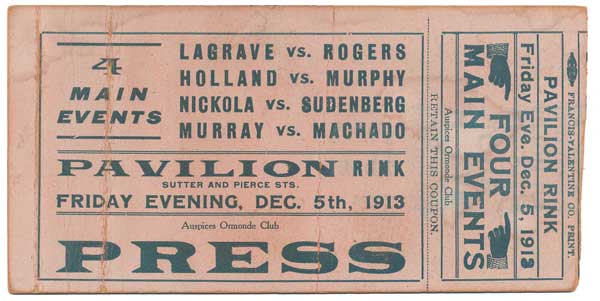 4
MAIN
EVENTS
LAGRAVE vs. ROGERS
HOLLAND vs. MURPHY
NICKOLA vs. SUDENBERG
MURRAY vs. MACHADO
PAVILION RINK
SUTTER AND PIERCE STS.
FRIDAY EVENING, DEC. 5th, 1913
Auspices Ormonde Club
PRESS
FRANCIS-VALENTINE CO. PRINT.
PAVILION RINK
Friday Eve. Dec. 5, 1913
FOUR
MAIN EVENTS
Auspices Ormonde Club
RETAIN THIS COUPON.